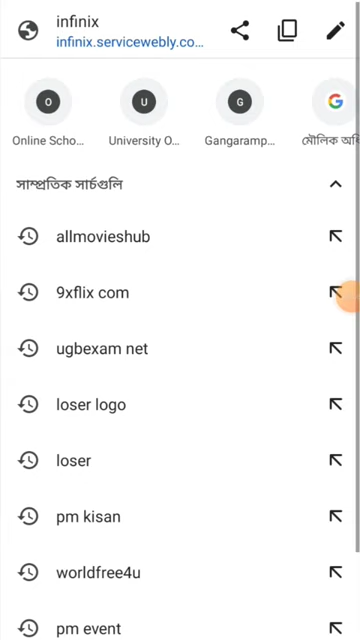 infinix
infinix.servicewebly.co...
O
U
G
Online Scho...
University O...
Gangaramp...
মৌলিক অধি
সাম্প্রতিক সার্চগুলি
allmovieshub
9xflix com
ugbexam net
loser logo
loser
pm kisan
worldfree4u
pm event